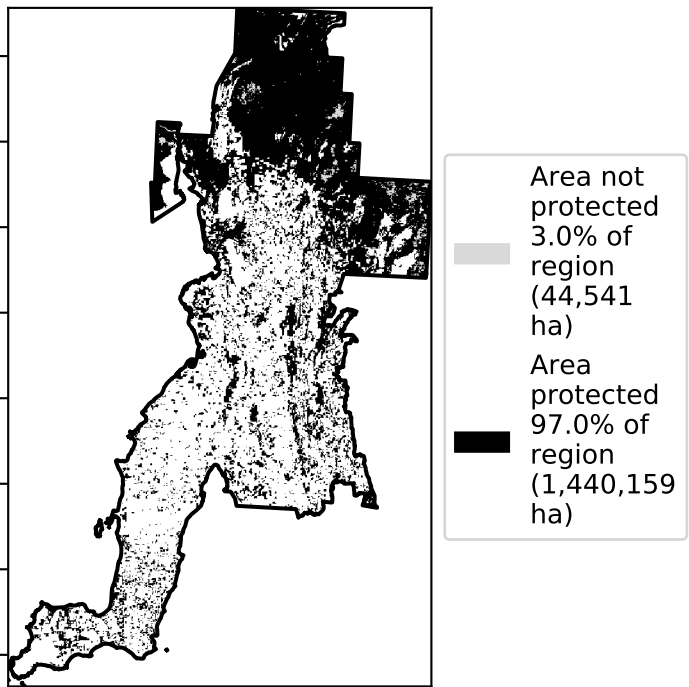 Area not
protected
3.0% of
region
(44,541
ha)
Area
protected
97.0% of
region
(1,440,159
ha)